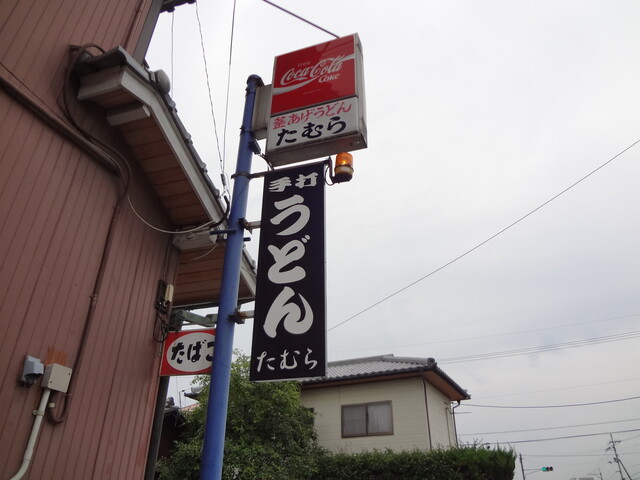 Coca-Cola
Coke
釜あげうどん
たむら
手打
うどん
たむら
たばこ